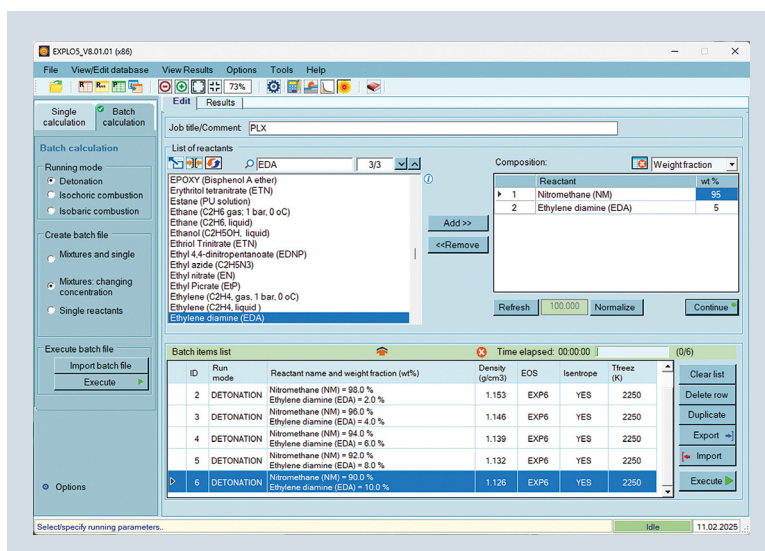 EXPLO5_V8.01.01 (x86)
File View/Edit database View Results Options Tools Help
73%
Single calculation
Batch calculation
Edit Results
Job title/Comment: PLX
Batch calculation
Running mode
Detonation
Isochoric combustion
Isobaric combustion
Create batch file
Mixtures and single
Mixtures: changing concentration
Single reactants
Execute batch file
Import batch file
Execute
Options
List of reactants
EDA 3/3
EPOXY (Bisphenol A ether)
Erythritol tetranitrate (ETN)
Estane (PU solution)
Ethane (C2H6 gas; 1 bar, 0 oC)
Ethane (C2H6, liquid)
Ethanol (C2H5OH, liquid)
Ethriol Trinitrate (ETN)
Ethyl 4,4-dinitropentanoate (EDNP)
Ethyl azide (C2H5N3)
Ethyl nitrate (EN)
Ethyl Picrate (EtP)
Ethylene (C2H4, gas, 1 bar, 0 oC)
Ethylene (C2H4, liquid )
Ethylene diamine (EDA)
Add >>
<<Remove
Composition: Weight fraction
Reactant wt %
1 Nitromethane (NM) 95
2 Ethylene diamine (EDA) 5
Refresh 100.000 Normalize Continue
Batch items list Time elapsed: 00:00:00 (0/6)
ID Run mode Reactant name and weight fraction (wt%) Density (g/cm3) EOS Isentrope Tfreez (K)
2 DETONATION Nitromethane (NM) = 98.0 % Ethylene diamine (EDA) = 2.0 % 1.153 EXP6 YES 2250
3 DETONATION Nitromethane (NM) = 96.0 % Ethylene diamine (EDA) = 4.0 % 1.146 EXP6 YES 2250
4 DETONATION Nitromethane (NM) = 94.0 % Ethylene diamine (EDA) = 6.0 % 1.139 EXP6 YES 2250
5 DETONATION Nitromethane (NM) = 92.0 % Ethylene diamine (EDA) = 8.0 % 1.132 EXP6 YES 2250
6 DETONATION Nitromethane (NM) = 90.0 % Ethylene diamine (EDA) = 10.0 % 1.126 EXP6 YES 2250
Clear list
Delete row
Duplicate
Export
Import
Execute
Select/specify running parameters..
Idle 11.02.2025